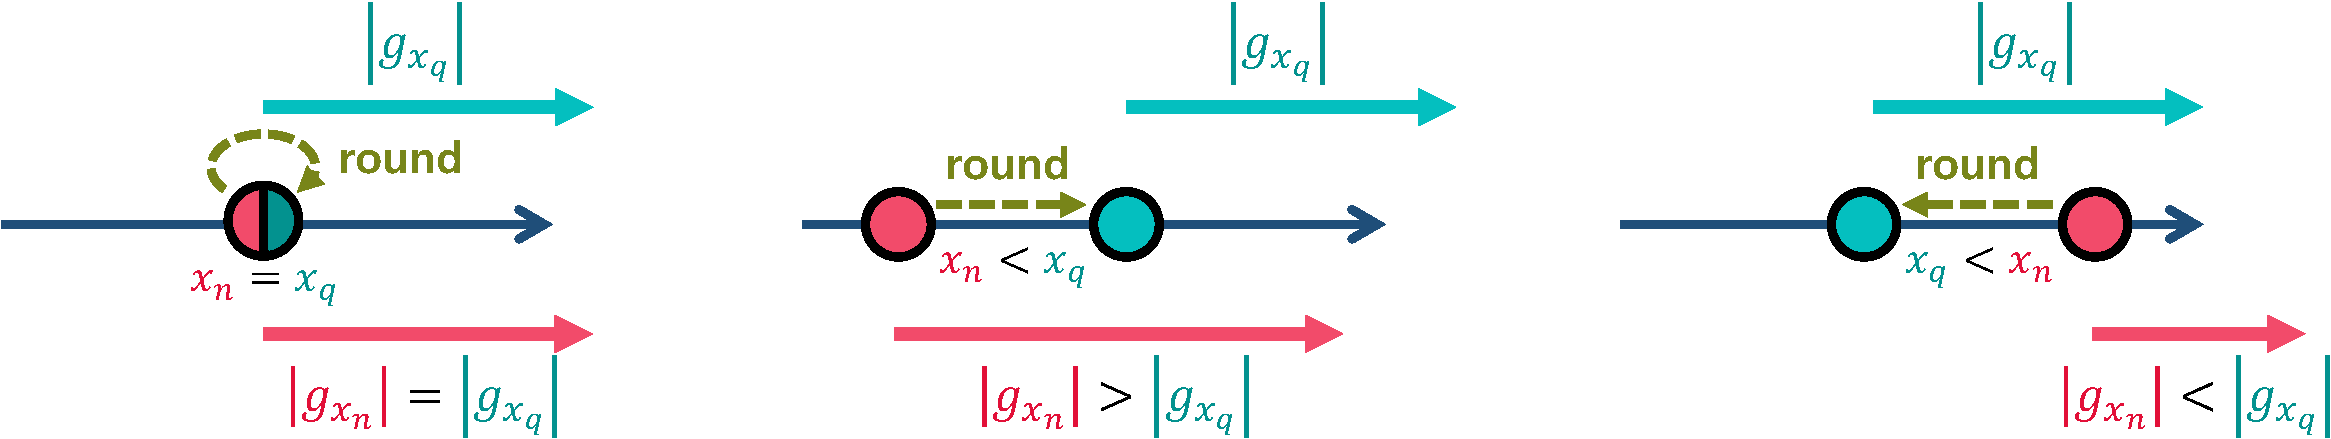 |g_{x_q}|
round
x_n = x_q
|g_{x_n}| = |g_{x_q}|
|g_{x_q}|
round
x_n < x_q
|g_{x_n}| > |g_{x_q}|
|g_{x_q}|
round
x_q < x_n
|g_{x_n}| < |g_{x_q}|